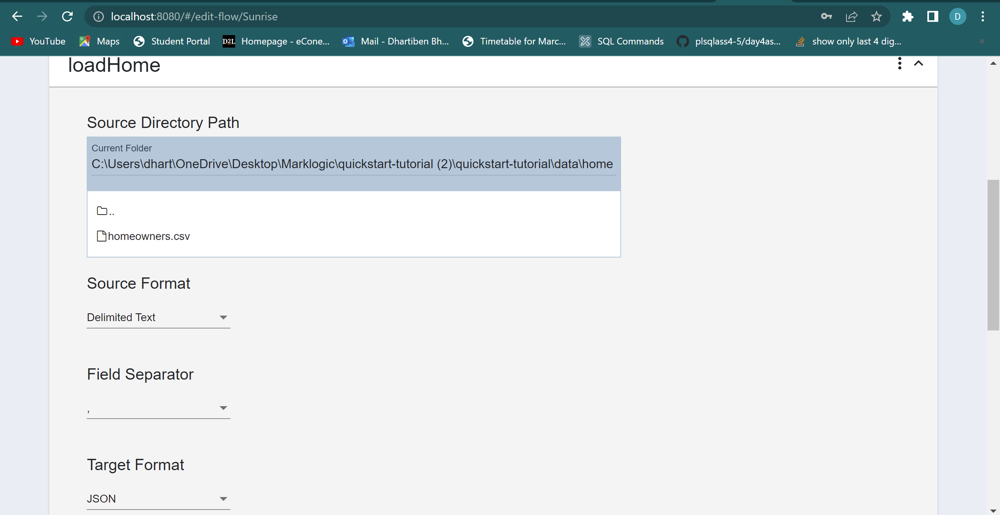 localhost:8080/#/edit-flow/Sunrise
D
YouTube Maps Student Portal D2L Homepage - eCone... Mail - Dhartiben Bh... Timetable for Marc... SQL Commands plsqlass4-5/day4as... show only last 4 dig... »
loadHome
Source Directory Path
Current Folder
C:\Users\dhart\OneDrive\Desktop\Marklogic\quickstart-tutorial (2)\quickstart-tutorial\data\home
..
homeowners.csv
Source Format
Delimited Text
Field Separator
,
Target Format
JSON